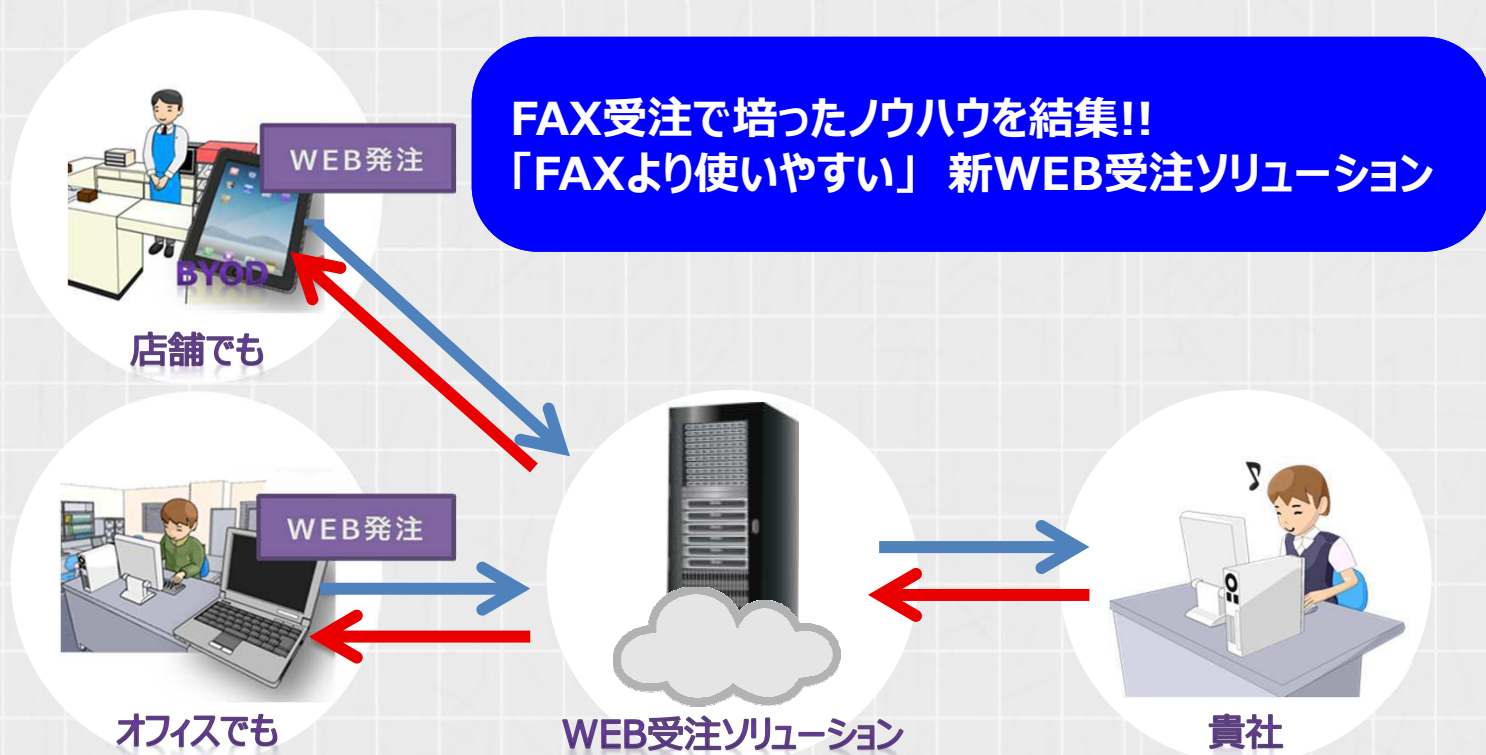 FAX受注で培ったノウハウを結集!!
「FAXより使いやすい」 新WEB受注ソリューション
WEB発注
BYOD
店舗でも
WEB発注
オフィスでも
WEB受注ソリューション
貴社